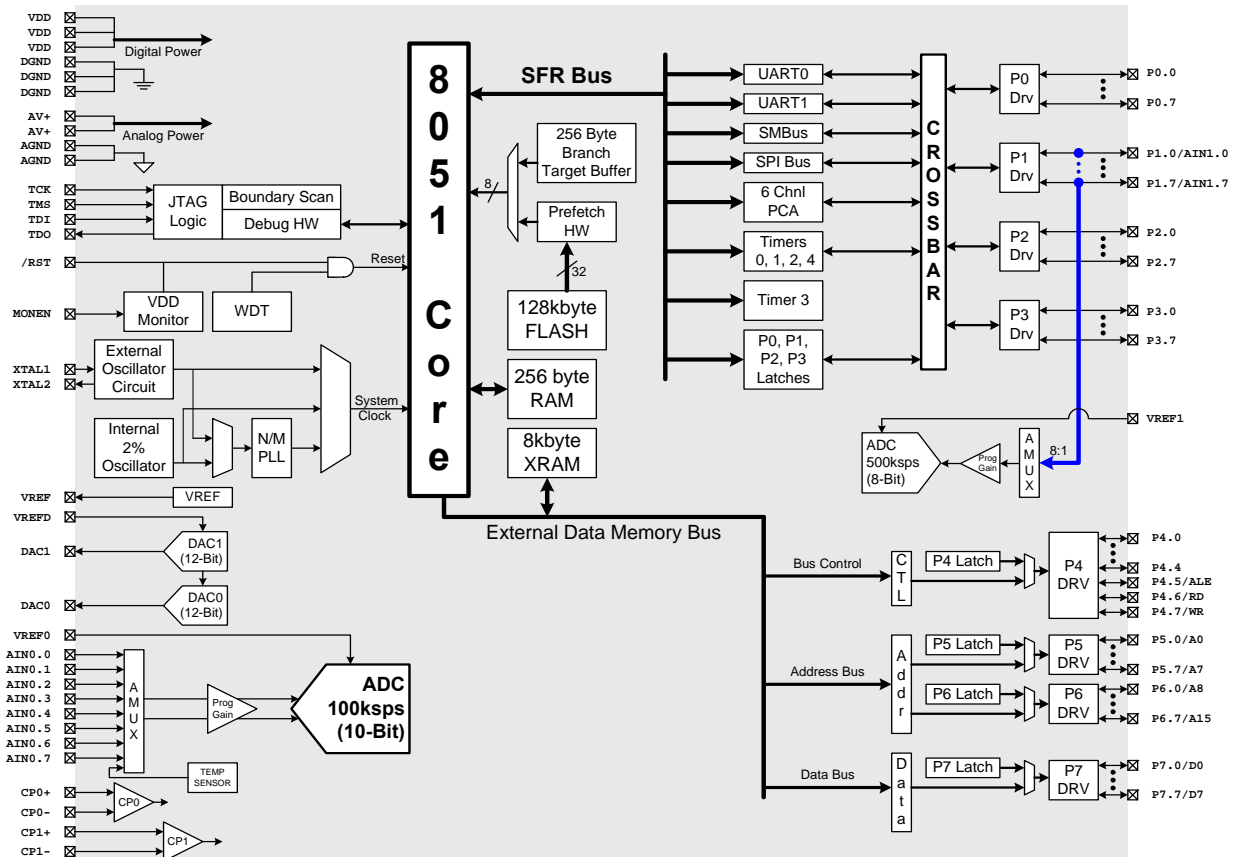 VDD
VDD
VDD
Digital Power
DGND
DGND
DGND
AV+
AV+
Analog Power
AGND
AGND
TCK
TMS
TDI
TDO
JTAG
Logic
Boundary Scan
Debug HW
/RST
Reset
MONEN
VDD
Monitor
WDT
XTAL1
XTAL2
External
Oscillator
Circuit
Internal
2%
Oscillator
N/M
PLL
System
Clock
VREF
VREF
VREFD
DAC1
DAC1
(12-Bit)
DAC0
DAC0
(12-Bit)
VREF0
AIN0.0
AIN0.1
AIN0.2
AIN0.3
AIN0.4
AIN0.5
AIN0.6
AIN0.7
AMUX
Prog
Gain
ADC
100ksps
(10-Bit)
TEMP
SENSOR
CP0+
CP0-
CP0
CP1+
CP1-
CP1
8051 Core
SFR Bus
8
256 Byte
Branch
Target Buffer
Prefetch
HW
32
128kbyte
FLASH
256 byte
RAM
8kbyte
XRAM
External Data Memory Bus
UART0
UART1
SMBus
SPI Bus
6 Chnl
PCA
Timers
0, 1, 2, 4
Timer 3
P0, P1,
P2, P3
Latches
CROSSBAR
P0
Drv
P0.0
P0.7
P1
Drv
P1.0/AIN1.0
P1.7/AIN1.7
P2
Drv
P2.0
P2.7
P3
Drv
P3.0
P3.7
VREF1
ADC
500ksps
(8-Bit)
Prog
Gain
AMUX
8:1
Bus Control
CTL
P4 Latch
P4
DRV
P4.0
P4.4
P4.5/ALE
P4.6/RD
P4.7/WR
Address Bus
Addr
P5 Latch
P5
DRV
P5.0/A0
P5.7/A7
P6 Latch
P6
DRV
P6.0/A8
P6.7/A15
Data Bus
Data
P7 Latch
P7
DRV
P7.0/D0
P7.7/D7